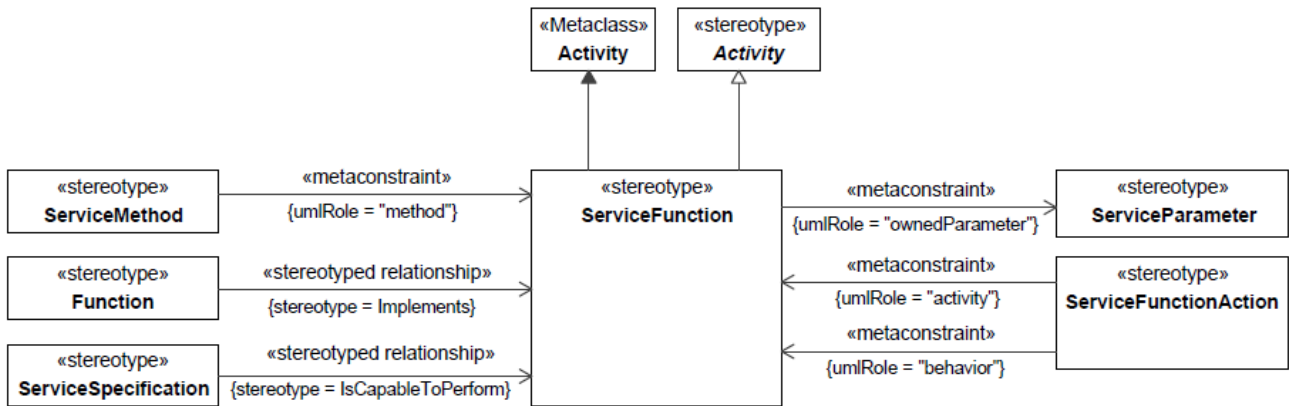 «Metaclass»
Activity
«stereotype»
Activity
«stereotype»
ServiceMethod
«metaconstraint»
{umlRole = "method"}
«stereotype»
Function
«stereotyped relationship»
{stereotype = Implements}
«stereotype»
ServiceSpecification
«stereotyped relationship»
{stereotype = IsCapableToPerform}
«stereotype»
ServiceFunction
«metaconstraint»
{umlRole = "ownedParameter"}
«stereotype»
ServiceParameter
«metaconstraint»
{umlRole = "activity"}
«metaconstraint»
{umlRole = "behavior"}
«stereotype»
ServiceFunctionAction